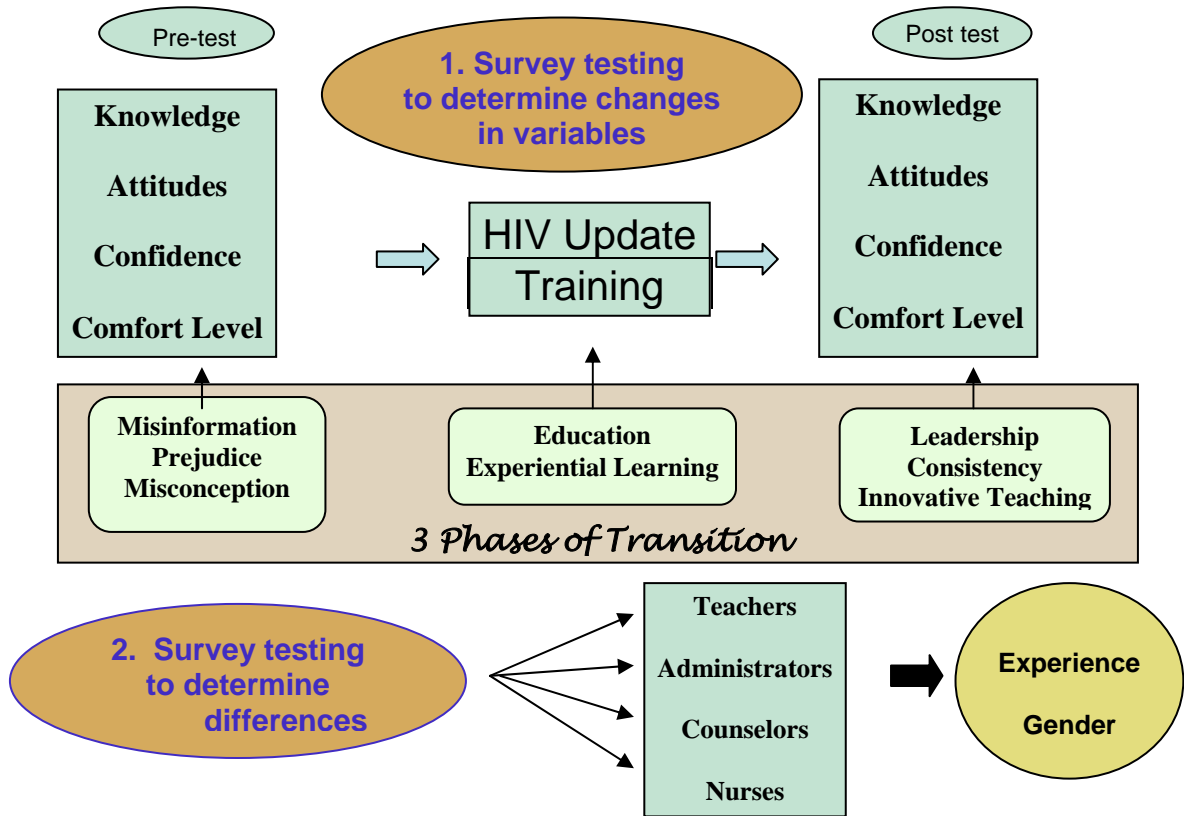 Pre-test
1. Survey testing
to determine changes
in variables
Post test
Knowledge
Attitudes
Confidence
Comfort Level
HIV Update
Training
Knowledge
Attitudes
Confidence
Comfort Level
Misinformation
Prejudice
Misconception
Education
Experiential Learning
Leadership
Consistency
Innovative Teaching
3 Phases of Transition
2. Survey testing
to determine
differences
Teachers
Administrators
Counselors
Nurses
Experience
Gender